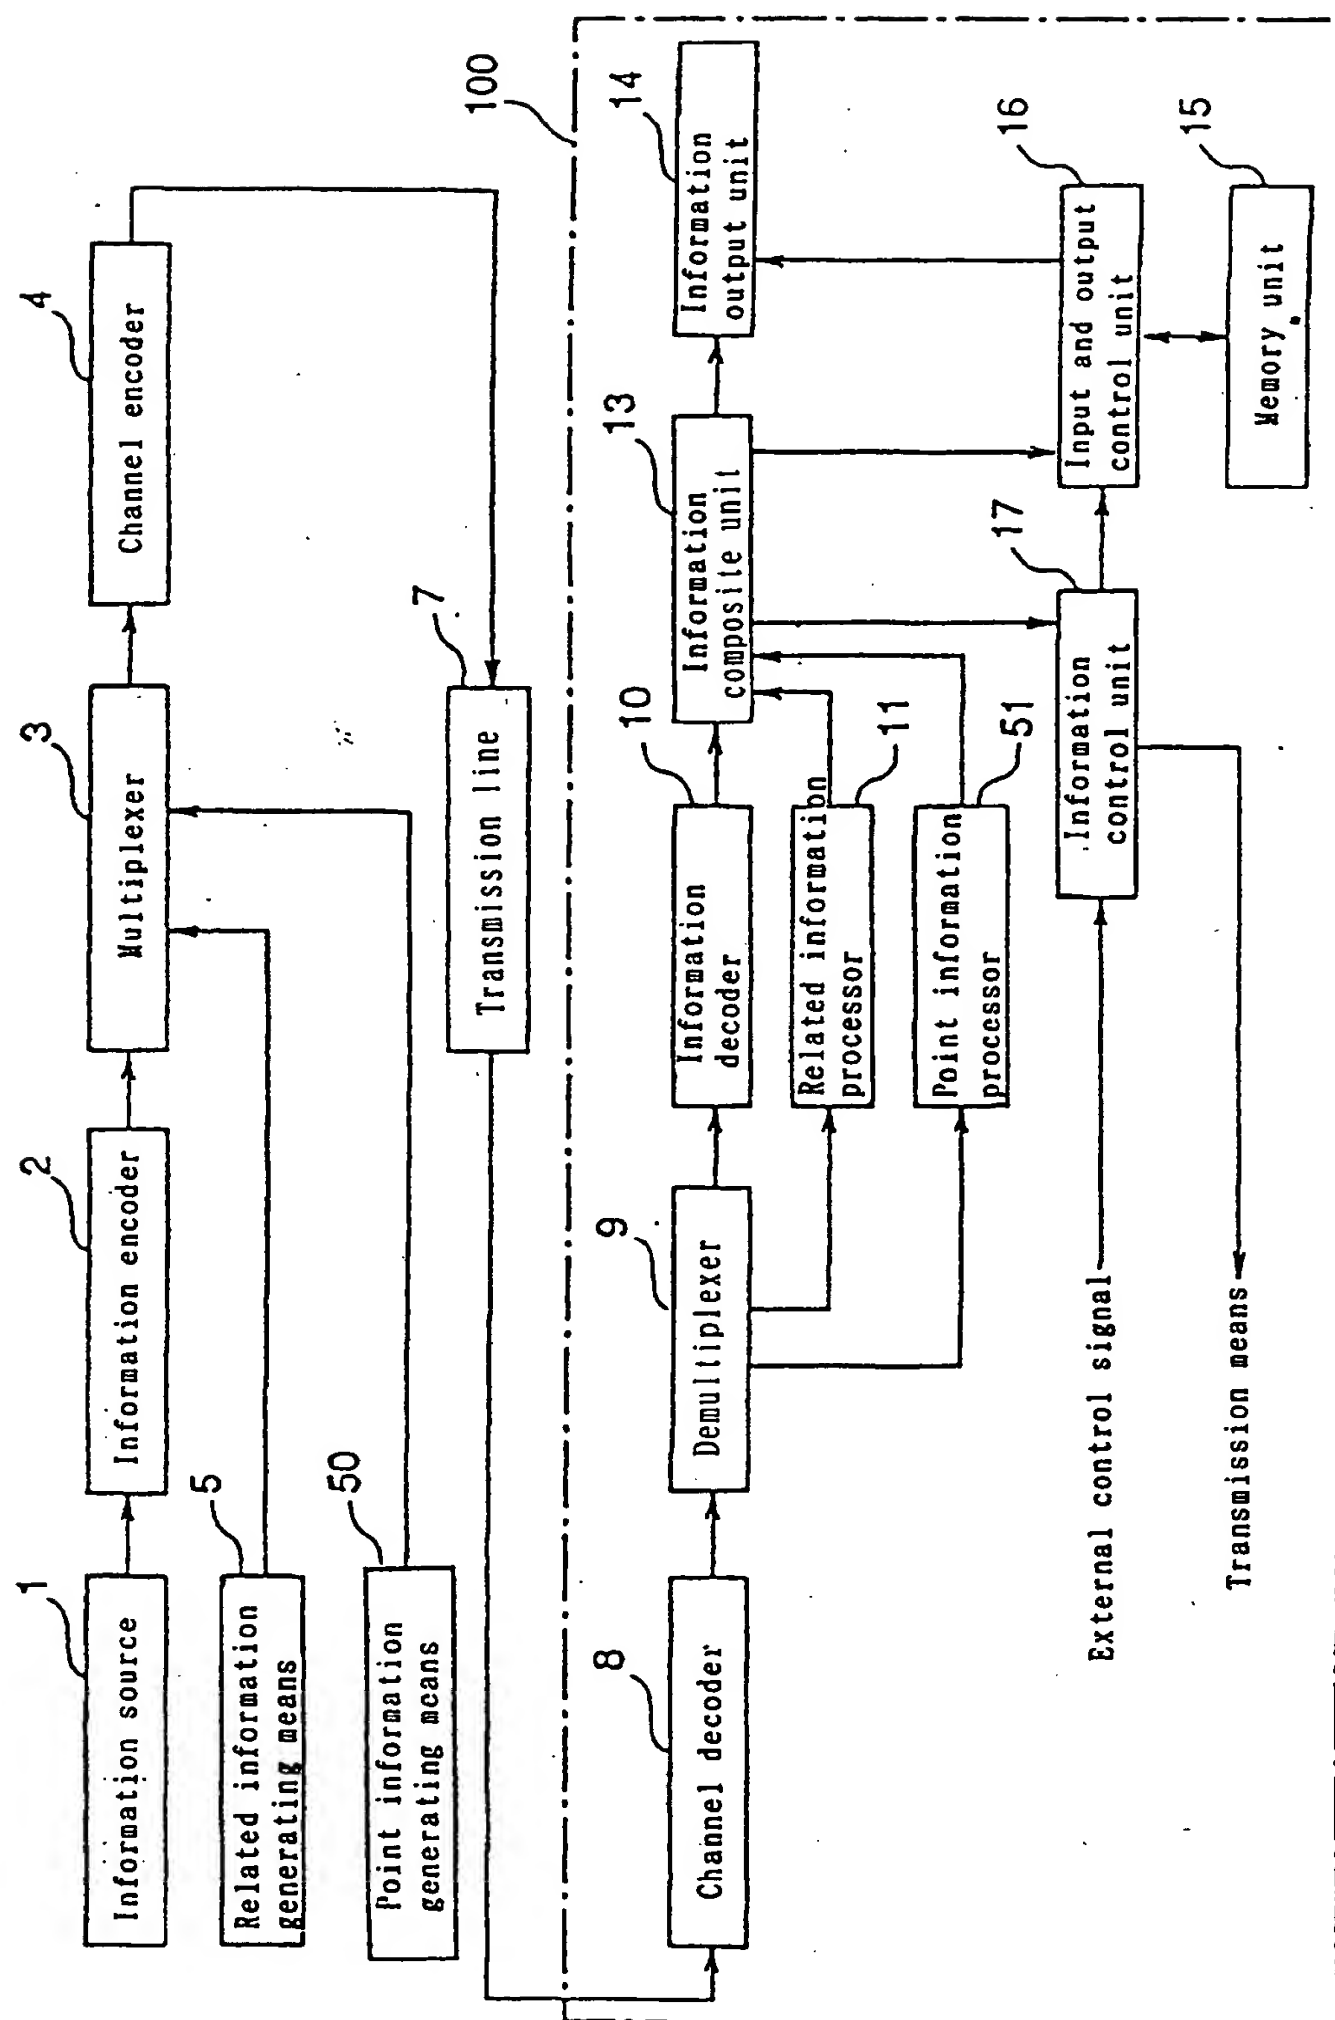 1
Information source
2
Information encoder
3
Multiplexer
4
Channel encoder
5
Related information
generating means
50
Point information
generating means
7
Transmission line
100
8
Channel decoder
9
Demultiplexer
10
Information
decoder
11
Related information
processor
51
Point information
processor
13
Information
composite unit
14
Information
output unit
17
Information
control unit
16
Input and output
control unit
15
Memory unit
External control signal
Transmission means